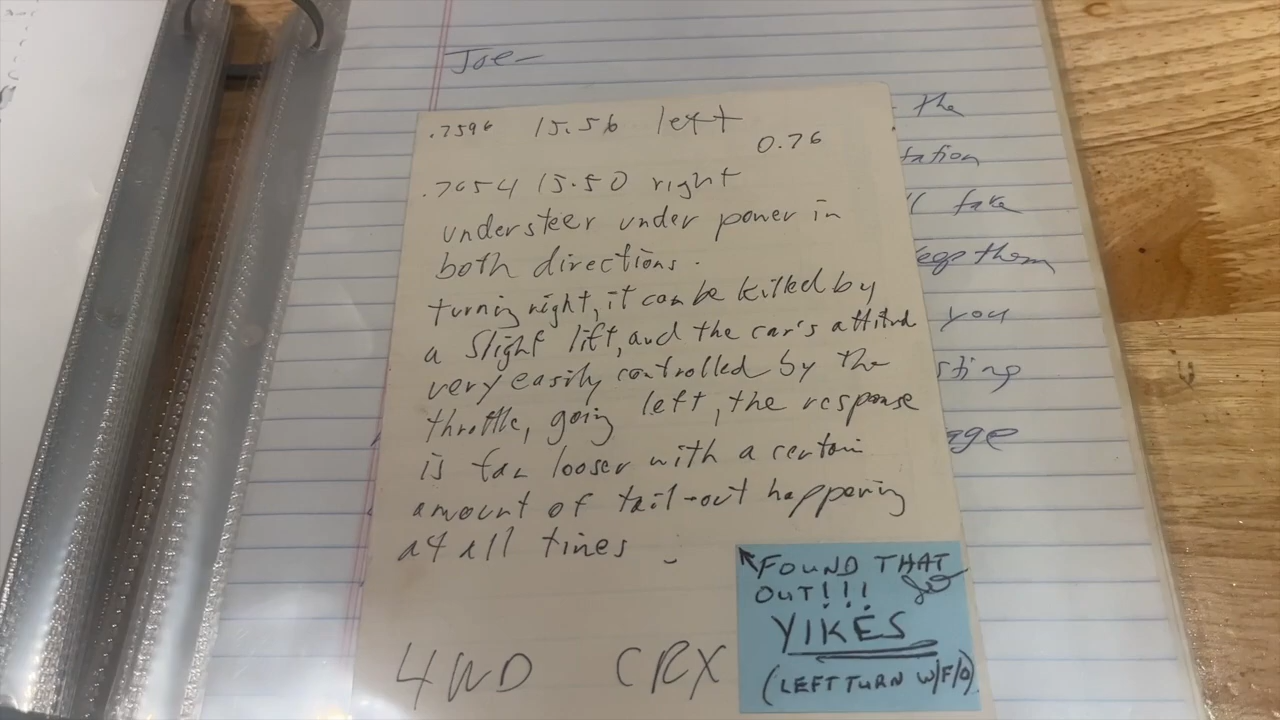 Joe-
.7596 15.56 left
0.76
.7654 15.50 right
understeer under power in
both directions.
turning right, it can be killed by
a slight lift, and the car's attitud
very easily controlled by the
throttle, going left, the response
is far looser with a certain
amount of tail-out happening
at all times
4WD CRX
the
tation
take
eep them
you
sting
age
FOUND THAT
OUT!!!
YIKES
(LEFT TURN W/F/O)